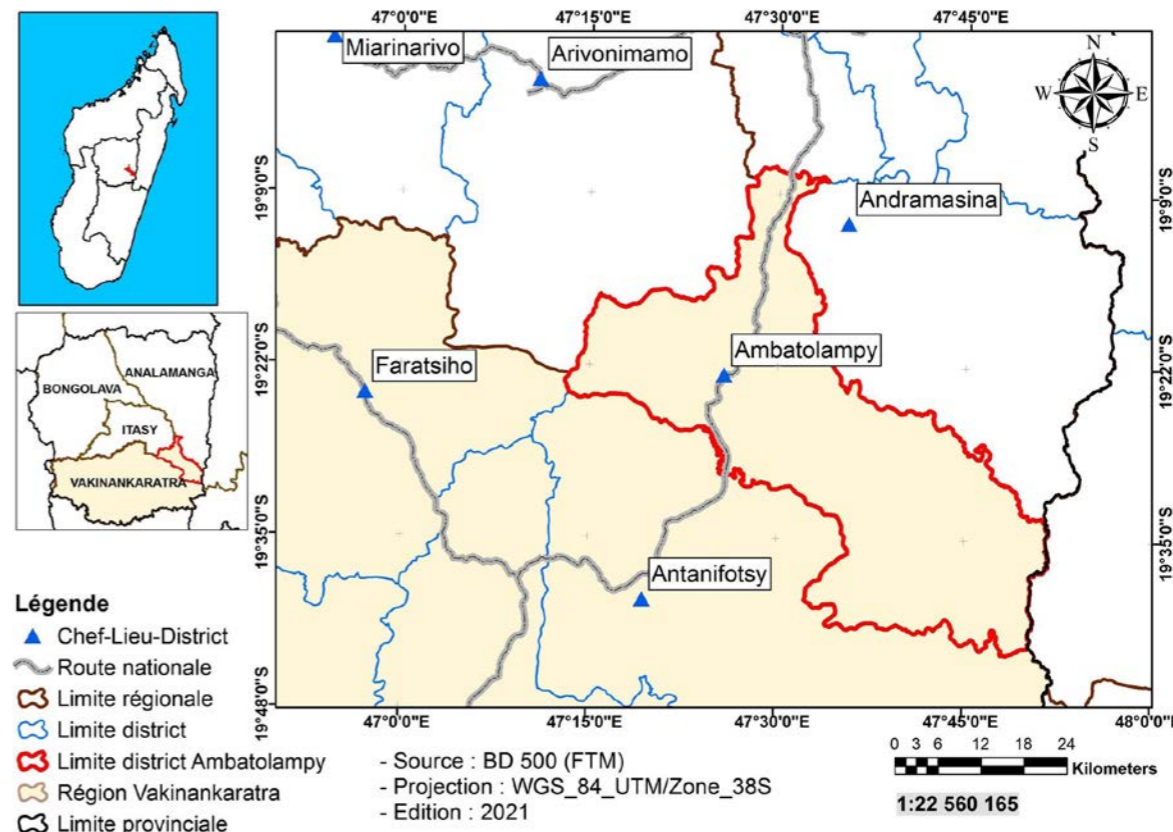 47°0'0"E 47°15'0"E 47°30'0"E 47°45'0"E
Miarinarivo
Arivonimamo
N
W E
S
19°9'0"S 19°9'0"S
Andramasina
19°22'0"S 19°22'0"S
Faratsiho
Ambatolampy
BONGOLAVA
ANALAMANGA
ITASY
VAKINANKARATRA
19°35'0"S 19°35'0"S
Antanifotsy
19°48'0"S
47°0'0"E 47°15'0"E 47°30'0"E 47°45'0"E 48°0'0"E
Légende
Chef-Lieu-District
Route nationale
Limite régionale
Limite district
Limite district Ambatolampy
Région Vakinankaratra
Limite provinciale
- Source : BD 500 (FTM)
- Projection : WGS_84_UTM/Zone_38S
- Edition : 2021
0 3 6 12 18 24
Kilometers
1:22 560 165